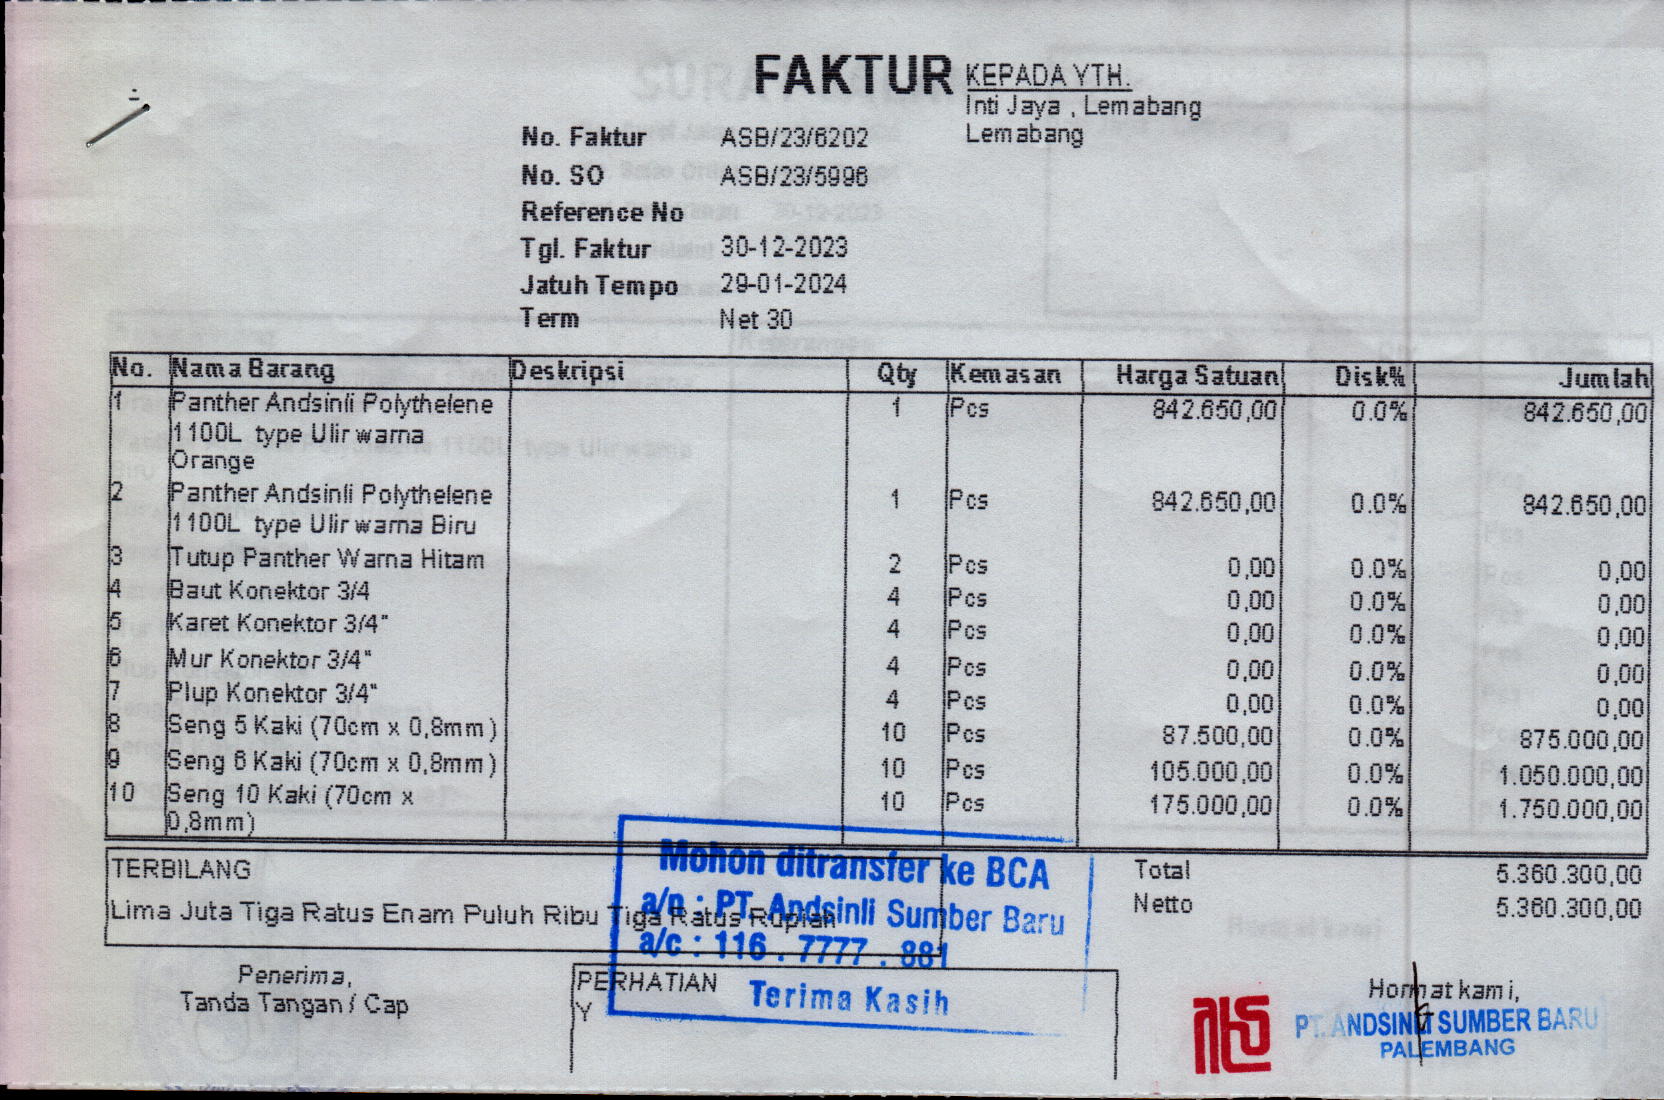 FAKTUR
KEPADA YTH.
Inti Jaya , Lemabang
Lemabang
No. Faktur ASB/23/6202
No. SO ASB/23/5996
Reference No
Tgl. Faktur 30-12-2023
Jatuh Tempo 29-01-2024
Term Net 30
No. Nama Barang Deskripsi Qty Kemasan Harga Satuan Disk% Jumlah
1 Panther Andsinli Polythelene 1 Pcs 842.650,00 0.0% 842.650,00
1100L type Ulir warna
Orange
2 Panther Andsinli Polythelene 1 Pcs 842.650,00 0.0% 842.650,00
1100L type Ulir warna Biru
3 Tutup Panther Warna Hitam 2 Pcs 0,00 0.0% 0,00
4 Baut Konektor 3/4 4 Pcs 0,00 0.0% 0,00
5 Karet Konektor 3/4" 4 Pcs 0,00 0.0% 0,00
6 Mur Konektor 3/4" 4 Pcs 0,00 0.0% 0,00
7 Plup Konektor 3/4" 4 Pcs 0,00 0.0% 0,00
8 Seng 5 Kaki (70cm x 0,8mm) 10 Pcs 87.500,00 0.0% 875.000,00
9 Seng 6 Kaki (70cm x 0,8mm) 10 Pcs 105.000,00 0.0% 1.050.000,00
10 Seng 10 Kaki (70cm x 10 Pcs 175.000,00 0.0% 1.750.000,00
0,8mm)
TERBILANG
Lima Juta Tiga Ratus Enam Puluh Ribu Tiga Ratus Rupiah
Total 5.360.300,00
Netto 5.360.300,00
Mohon ditransfer ke BCA
a/n : PT. Andsinli Sumber Baru
a/c : 116 . 7777 . 881
Terima Kasih
Penerima,
Tanda Tangan / Cap
PERHATIAN
Y
Hormat kami,
PT. ANDSINLI SUMBER BARU
PALEMBANG